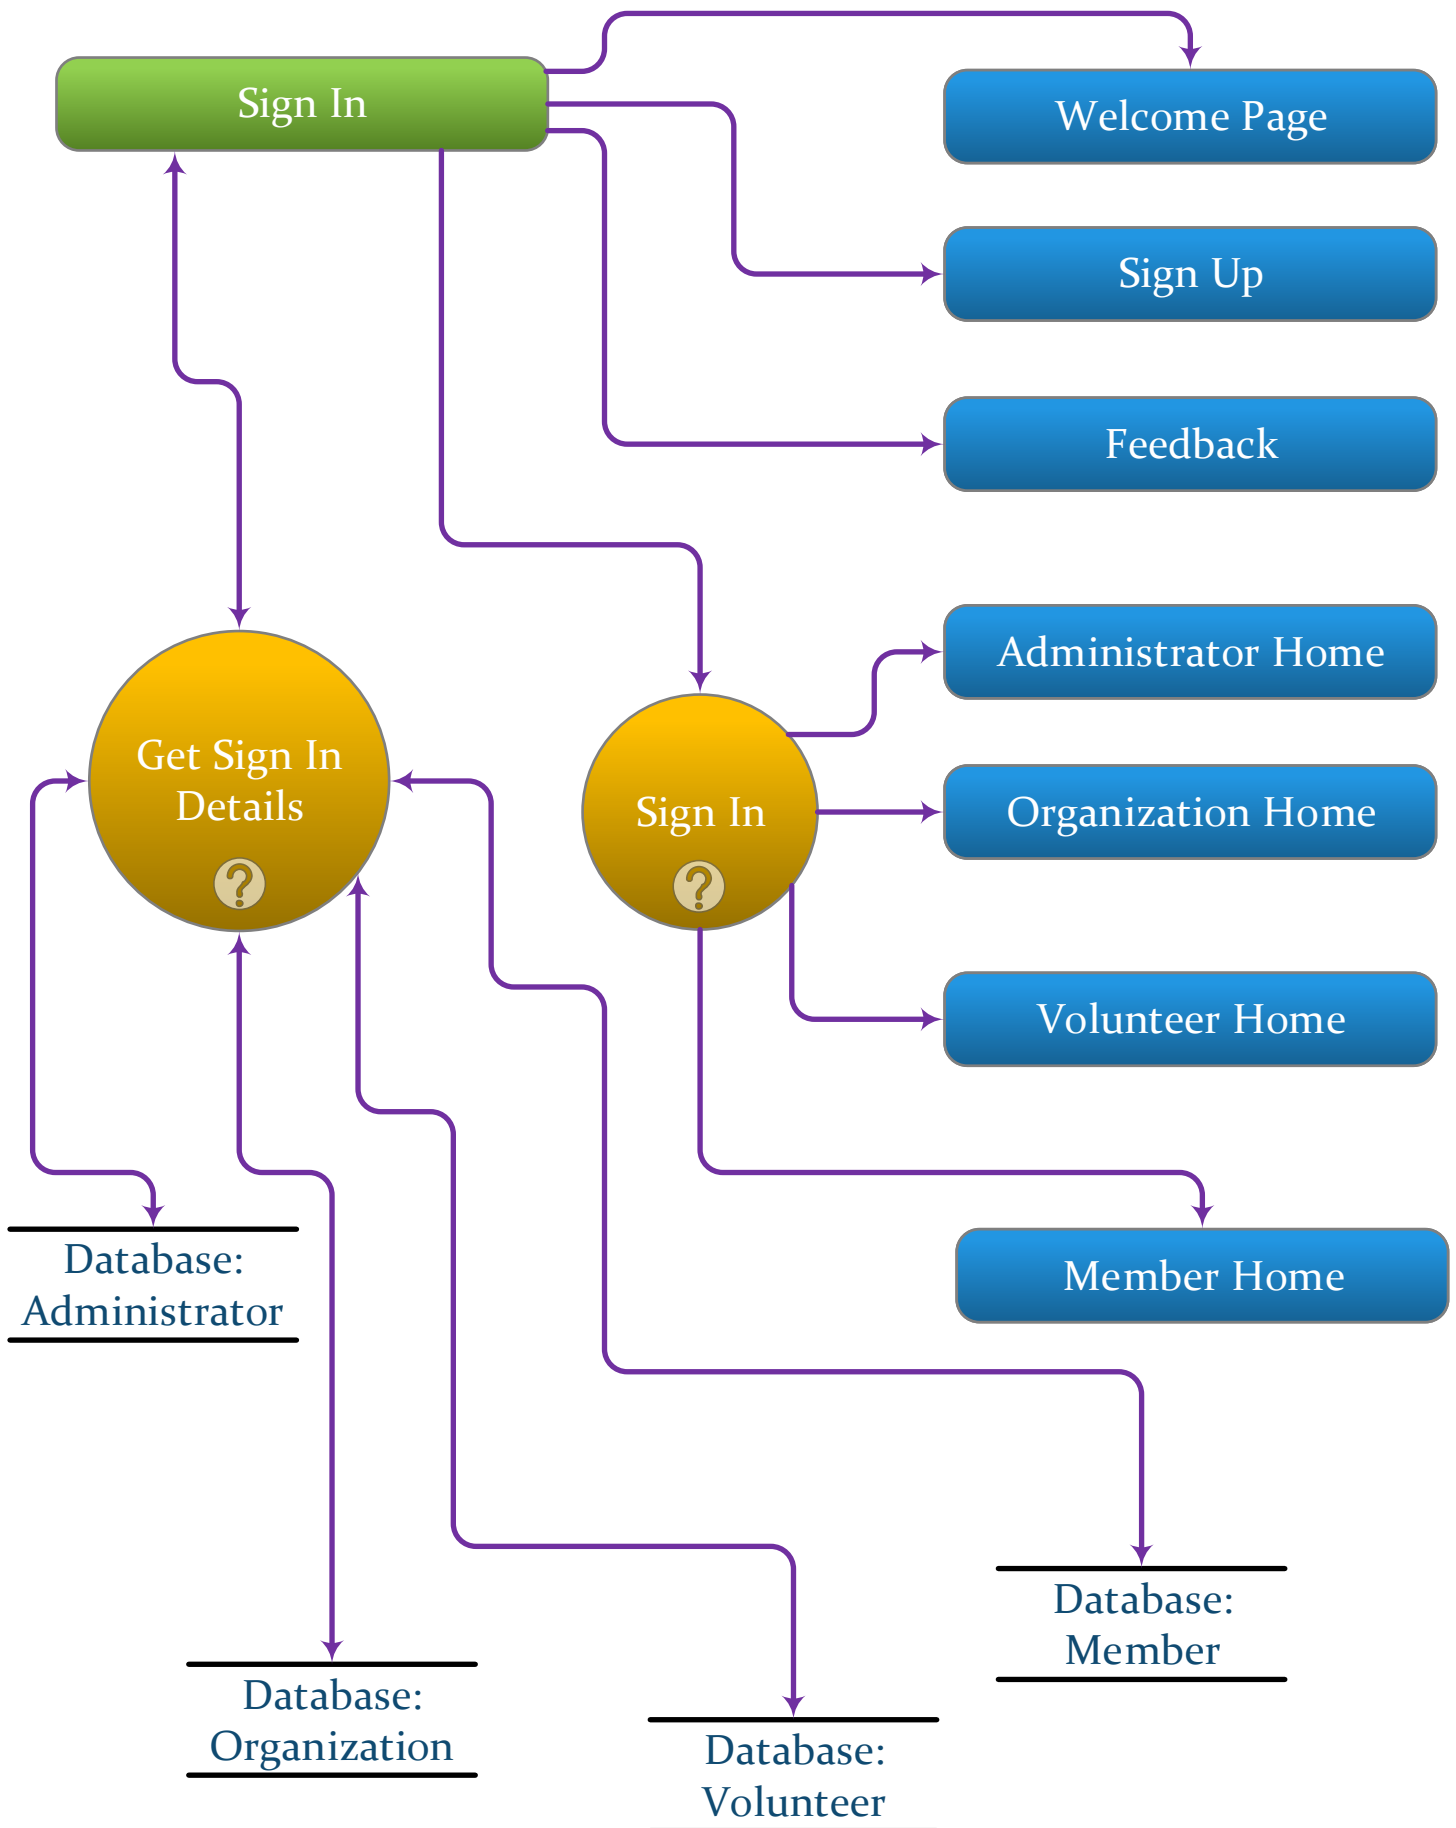 Sign In
Welcome Page
Sign Up
Feedback
Administrator Home
Get Sign In
Details
?
Sign In
?
Organization Home
Volunteer Home
Database:
Administrator
Member Home
Database:
Member
Database:
Organization
Database:
Volunteer